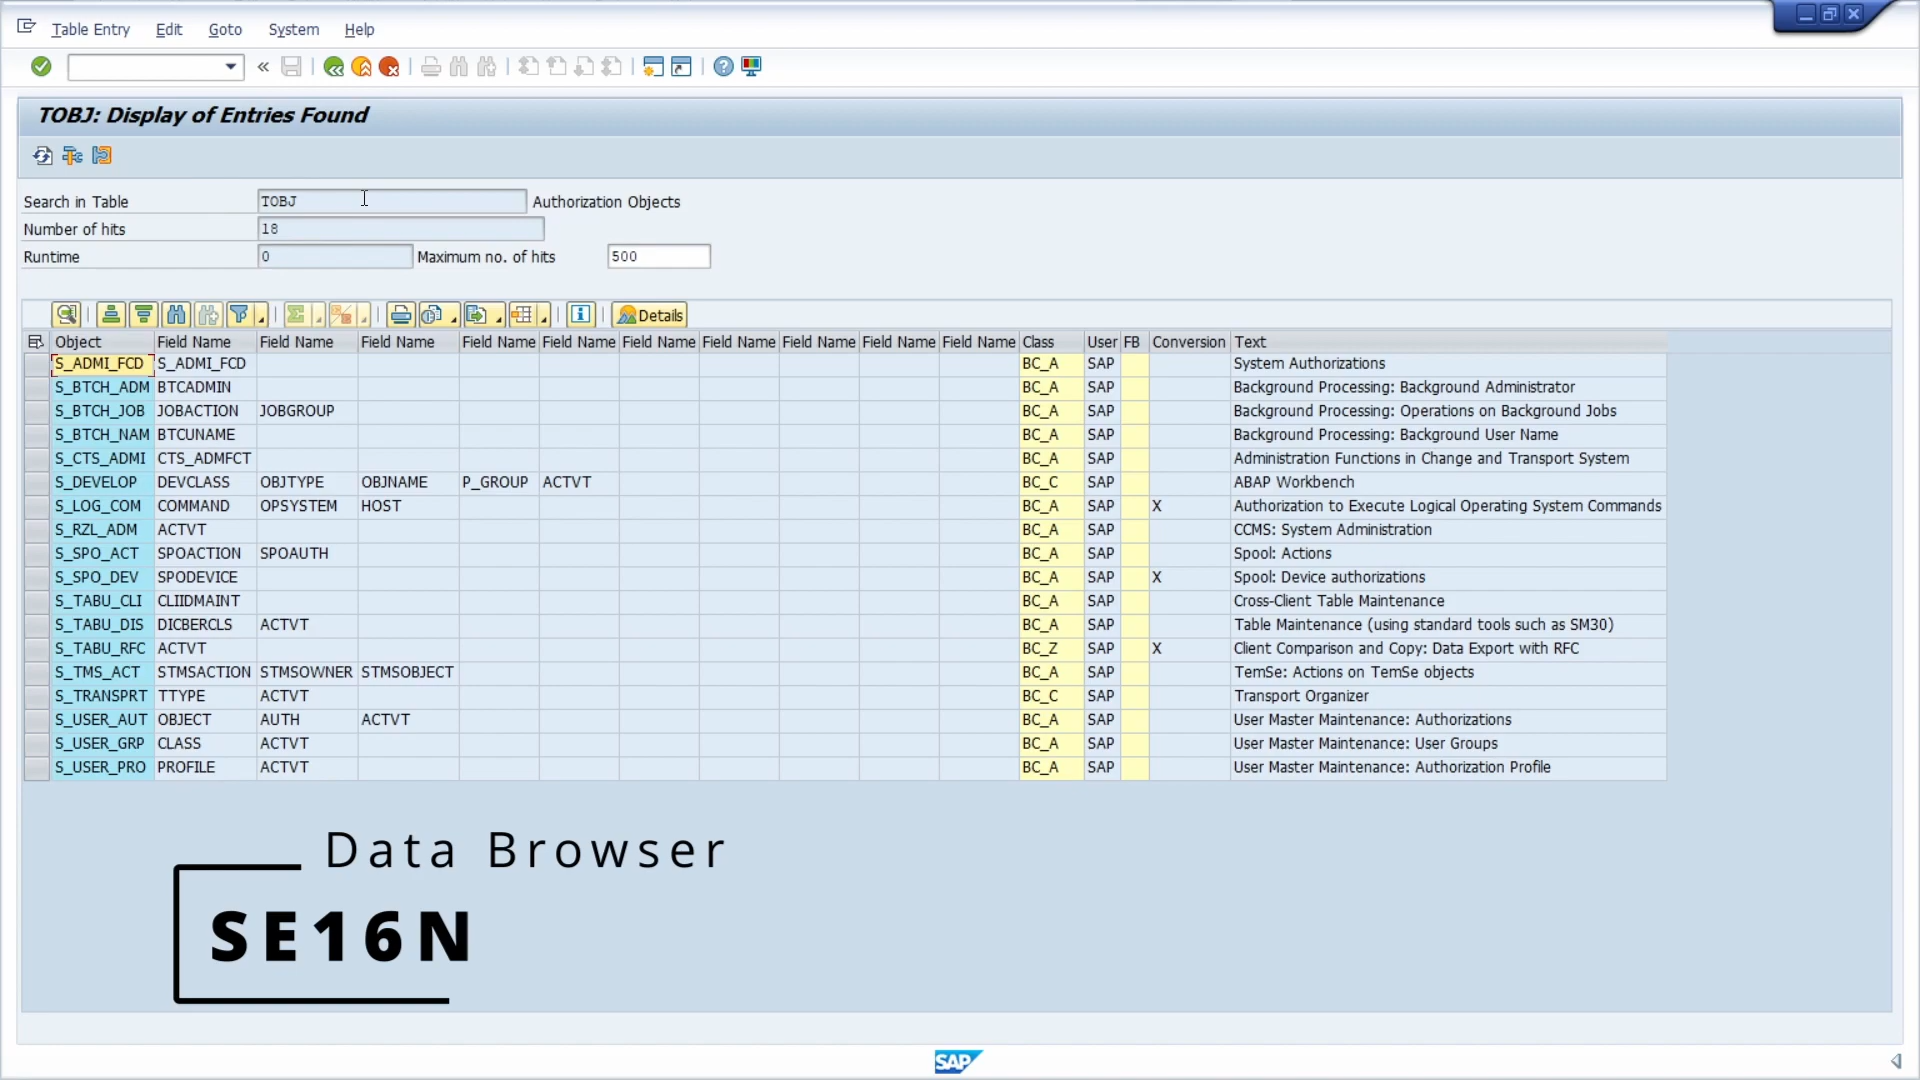 Table Entry Edit Goto System Help
TOBJ: Display of Entries Found
Search in Table TOBJ Authorization Objects
Number of hits 18
Runtime 0 Maximum no. of hits 500
Details
Object Field Name Field Name Field Name Field Name Field Name Field Name Field Name Field Name Field Name Field Name Class User FB Conversion Text
S_ADMI_FCD S_ADMI_FCD BC_A SAP System Authorizations
S_BTCH_ADM BTCADMIN BC_A SAP Background Processing: Background Administrator
S_BTCH_JOB JOBACTION JOBGROUP BC_A SAP Background Processing: Operations on Background Jobs
S_BTCH_NAM BTCUNAME BC_A SAP Background Processing: Background User Name
S_CTS_ADMI CTS_ADMFCT BC_A SAP Administration Functions in Change and Transport System
S_DEVELOP DEVCLASS OBJTYPE OBJNAME P_GROUP ACTVT BC_C SAP ABAP Workbench
S_LOG_COM COMMAND OPSYSTEM HOST BC_A SAP X Authorization to Execute Logical Operating System Commands
S_RZL_ADM ACTVT BC_A SAP CCMS: System Administration
S_SPO_ACT SPOACTION SPOAUTH BC_A SAP Spool: Actions
S_SPO_DEV SPODEVICE BC_A SAP X Spool: Device authorizations
S_TABU_CLI CLIIDMAINT BC_A SAP Cross-Client Table Maintenance
S_TABU_DIS DICBERCLS ACTVT BC_A SAP Table Maintenance (using standard tools such as SM30)
S_TABU_RFC ACTVT BC_Z SAP X Client Comparison and Copy: Data Export with RFC
S_TMS_ACT STMSACTION STMSOWNER STMSOBJECT BC_A SAP TemSe: Actions on TemSe objects
S_TRANSPRT TTYPE ACTVT BC_C SAP Transport Organizer
S_USER_AUT OBJECT AUTH ACTVT BC_A SAP User Master Maintenance: Authorizations
S_USER_GRP CLASS ACTVT BC_A SAP User Master Maintenance: User Groups
S_USER_PRO PROFILE ACTVT BC_A SAP User Master Maintenance: Authorization Profile
Data Browser
SE16N
SAP